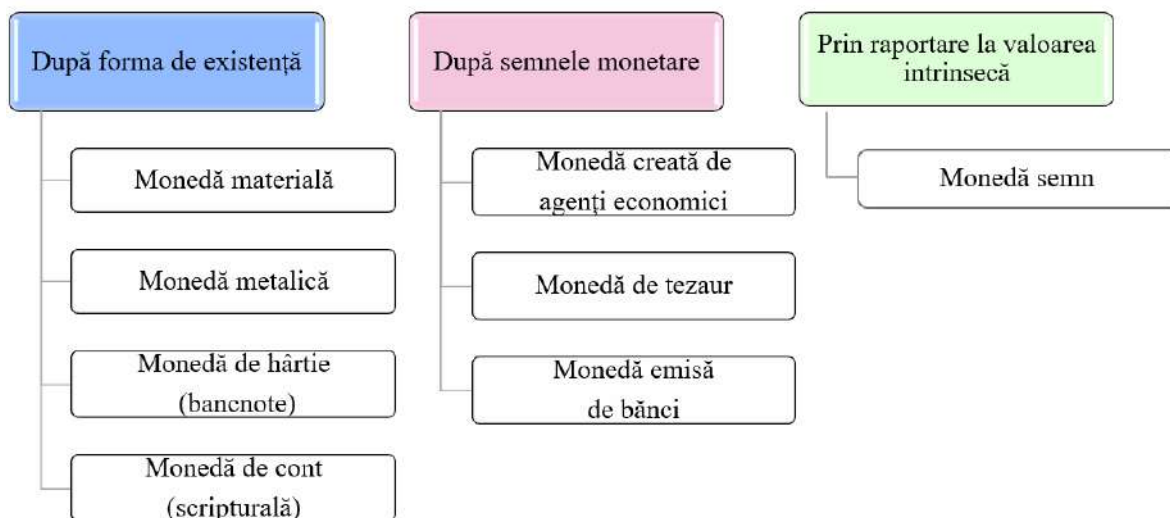 După forma de existență
Monedă materială
Monedă metalică
Monedă de hârtie
(bancnote)
Monedă de cont
(scripturală)
După semnele monetare
Monedă creată de
agenţi economici
Monedă de tezaur
Monedă emisă
de bănci
Prin raportare la valoarea
intrinsecă
Monedă semn